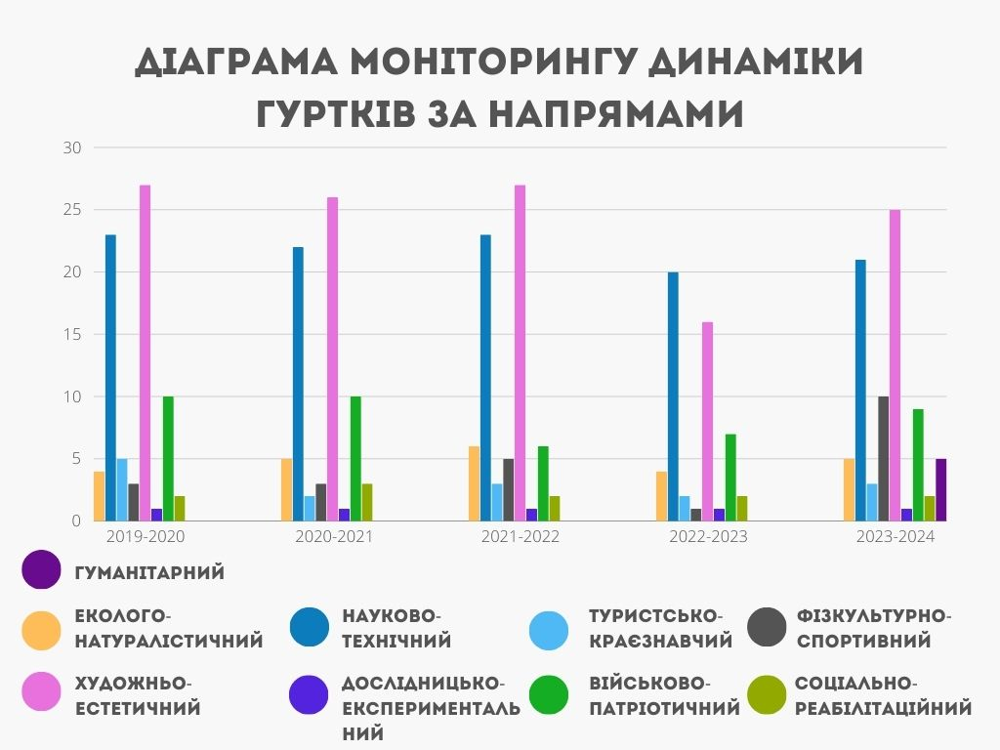 ДІАГРАМА МОНІТОРИНГУ ДИНАМІКИ
ГУРТКІВ ЗА НАПРЯМАМИ
30
25
20
15
10
5
0
2019-2020
2020-2021
2021-2022
2022-2023
2023-2024
ГУМАНІТАРНИЙ
ЕКОЛОГО-
НАТУРАЛІСТИЧНИЙ
НАУКОВО-
ТЕХНІЧНИЙ
ТУРИСТСЬКО-
КРАЄЗНАВЧИЙ
ФІЗКУЛЬТУРНО-
СПОРТИВНИЙ
ХУДОЖНЬО-
ЕСТЕТИЧНИЙ
ДОСЛІДНИЦЬКО-
ЕКСПЕРИМЕНТАЛЬ
НИЙ
ВІЙСЬКОВО-
ПАТРІОТИЧНИЙ
СОЦІАЛЬНО-
РЕАБІЛІТАЦІЙНИЙ